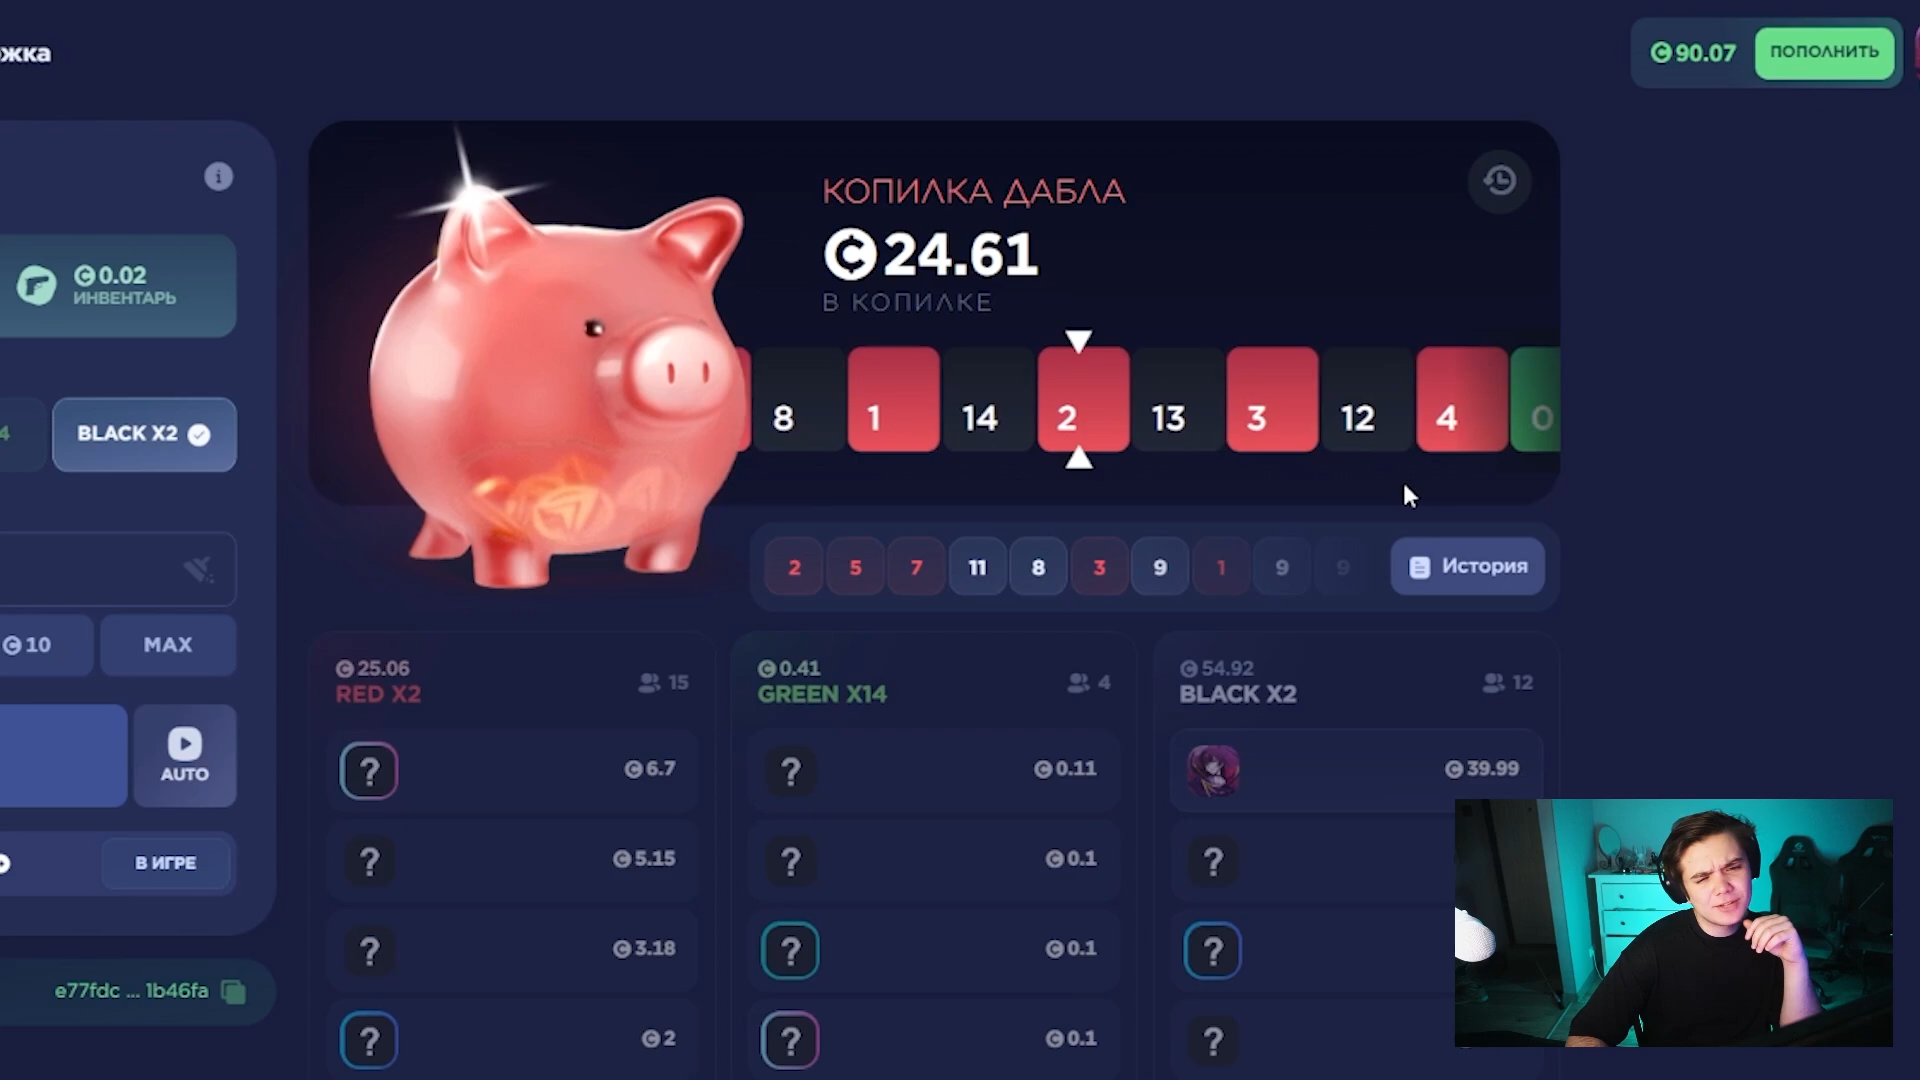 жка
90.07
ПОПОЛНИТЬ
КОПИЛКА ДАБЛА
24.61
В КОПИЛКЕ
0.02
ИНВЕНТАРЬ
4
BLACK X2
8 1 14 2 13 3 12 4 0
2 5 7 11 8 3 9 1 9 9
История
10
MAX
AUTO
В ИГРЕ
e77fdc ... 1b46fa
25.06
RED X2
15
? 6.7
? 5.15
? 3.18
? 2
0.41
GREEN X14
4
? 0.11
? 0.1
? 0.1
? 0.1
54.92
BLACK X2
12
39.99
?
?
?